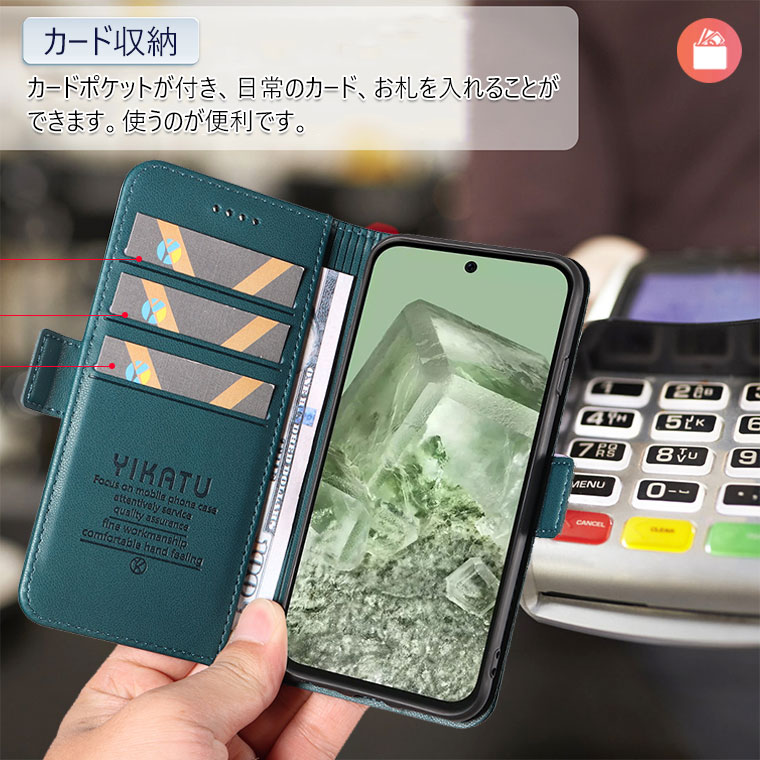 カード収納
カードポケットが付き、日常のカード、お札を入れることが
できます。使うのが便利です。
YIKATU
Focus on mobile phone case
attentively service
quality assurance
fine workmanship
comfortable hand feeling
K
100
1
2
4
5
7
8
9
0
MENU
CANCEL
CLEAR